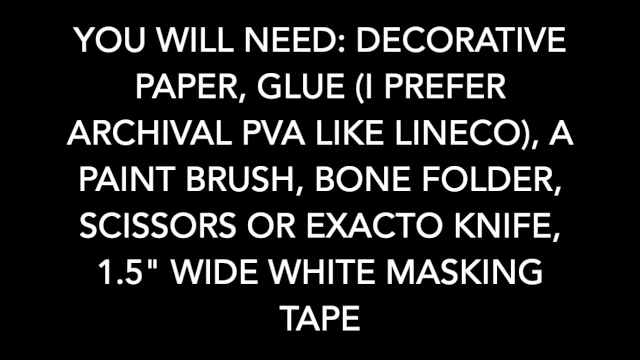 YOU WILL NEED: DECORATIVE
PAPER, GLUE (I PREFER
ARCHIVAL PVA LIKE LINECO), A
PAINT BRUSH, BONE FOLDER,
SCISSORS OR EXACTO KNIFE,
1.5" WIDE WHITE MASKING
TAPE